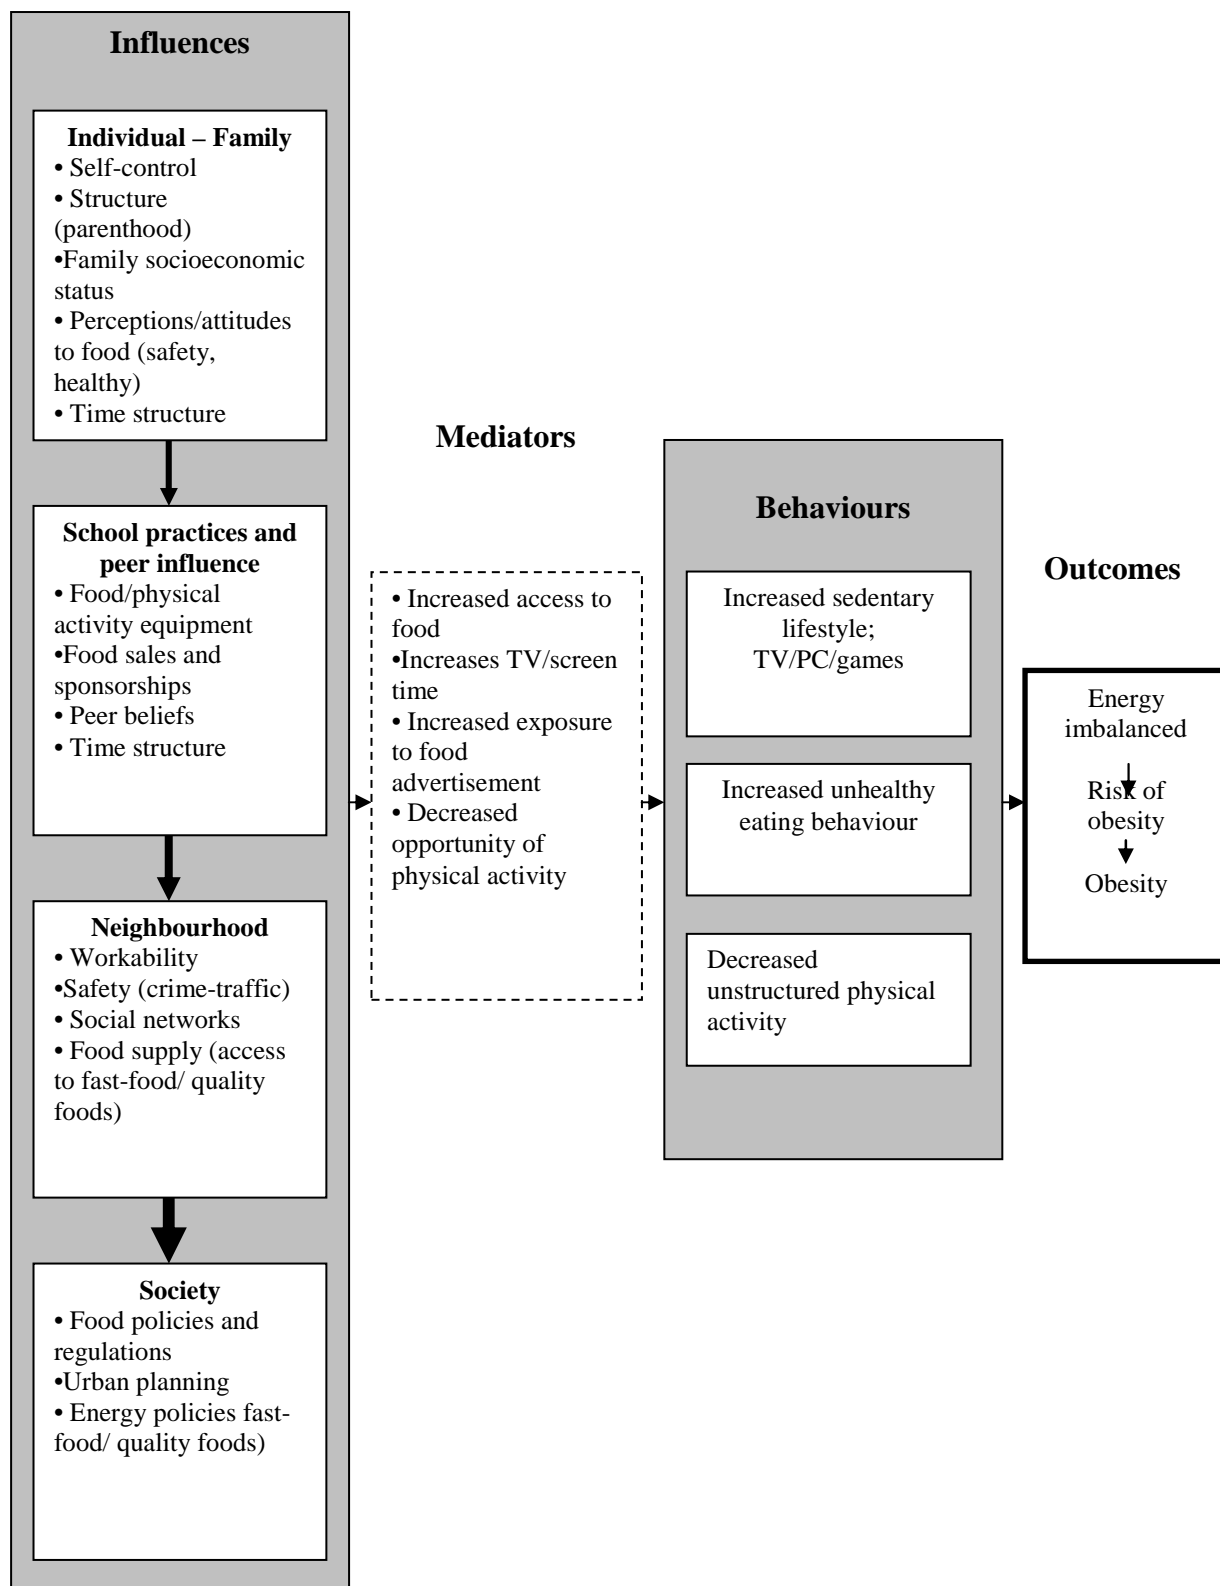 Influences
Individual – Family
• Self-control
• Structure
(parenthood)
•Family socioeconomic
status
• Perceptions/attitudes
to food (safety,
healthy)
• Time structure
School practices and
peer influence
• Food/physical
activity equipment
•Food sales and
sponsorships
• Peer beliefs
• Time structure
Neighbourhood
• Workability
•Safety (crime-traffic)
• Social networks
• Food supply (access
to fast-food/ quality
foods)
Society
• Food policies and
regulations
•Urban planning
• Energy policies fast-
food/ quality foods)
Mediators
• Increased access to
food
•Increases TV/screen
time
• Increased exposure
to food
advertisement
• Decreased
opportunity of
physical activity
Behaviours
Increased sedentary
lifestyle;
TV/PC/games
Increased unhealthy
eating behaviour
Decreased
unstructured physical
activity
Outcomes
Energy
imbalanced
Risk of
obesity
Obesity